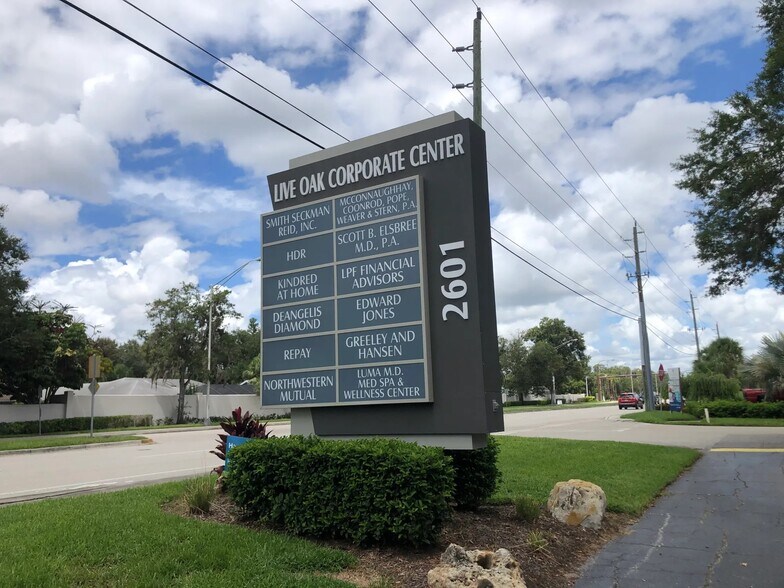 LIVE OAK CORPORATE CENTER
SMITH SECKMAN
REID, INC.
MCCONNAUGHHAY,
COONROD, POPE,
WEAVER & STERN, P.A.
HDR
SCOTT B. ELSBREE
M.D., P.A.
KINDRED
AT HOME
LPF FINANCIAL
ADVISORS
DEANGELIS
DIAMOND
EDWARD
JONES
REPAY
GREELEY AND
HANSEN
NORTHWESTERN
MUTUAL
LUMA M.D.
MED SPA &
WELLNESS CENTER
2601